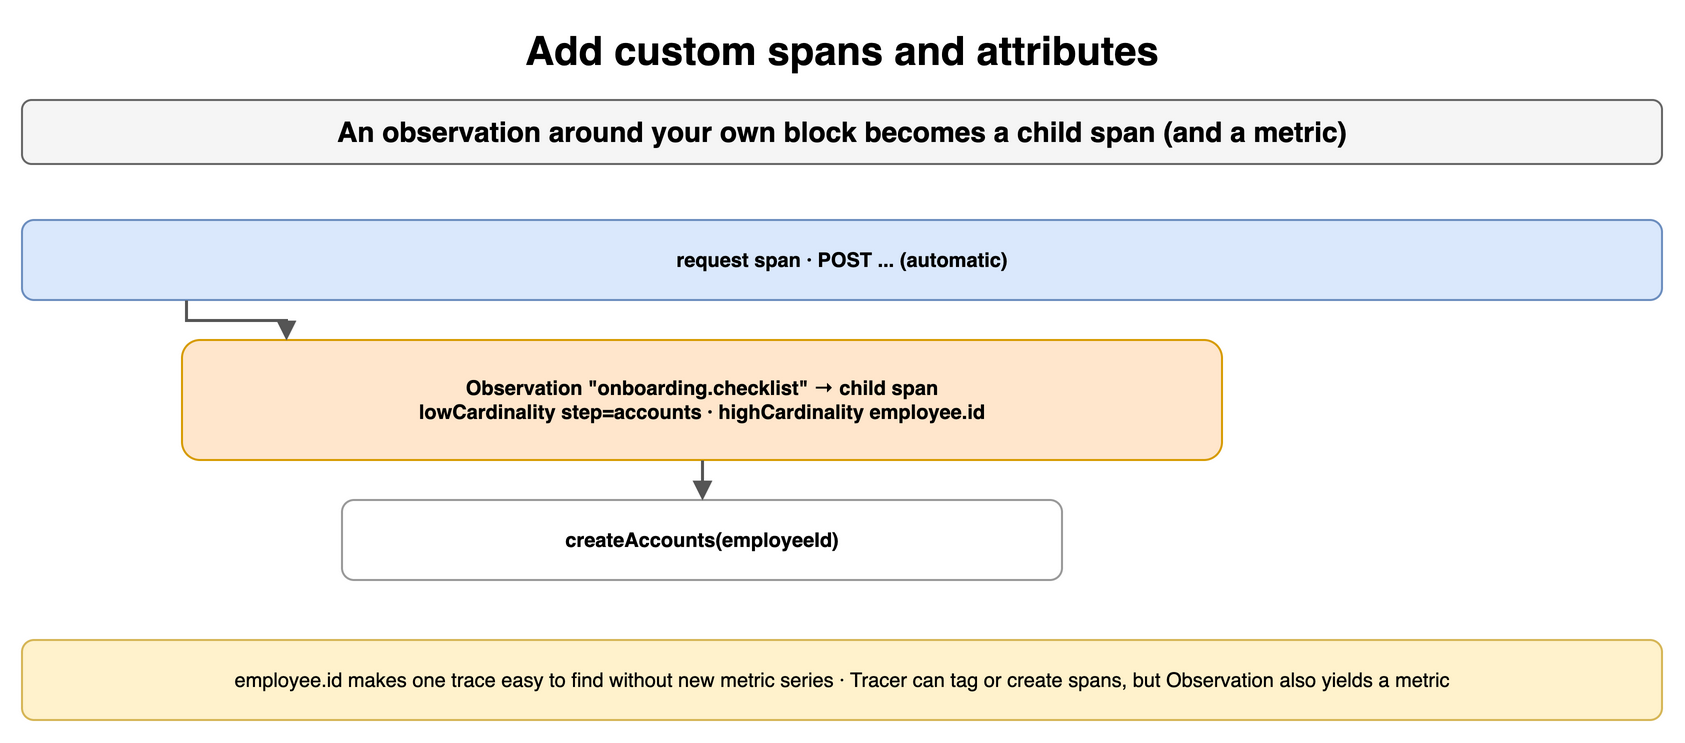 Add custom spans and attributes
An observation around your own block becomes a child span (and a metric)
request span · POST ... (automatic)
Observation "onboarding.checklist" → child span
lowCardinality step=accounts · highCardinality employee.id
createAccounts(employeeId)
employee.id makes one trace easy to find without new metric series · Tracer can tag or create spans, but Observation also yields a metric